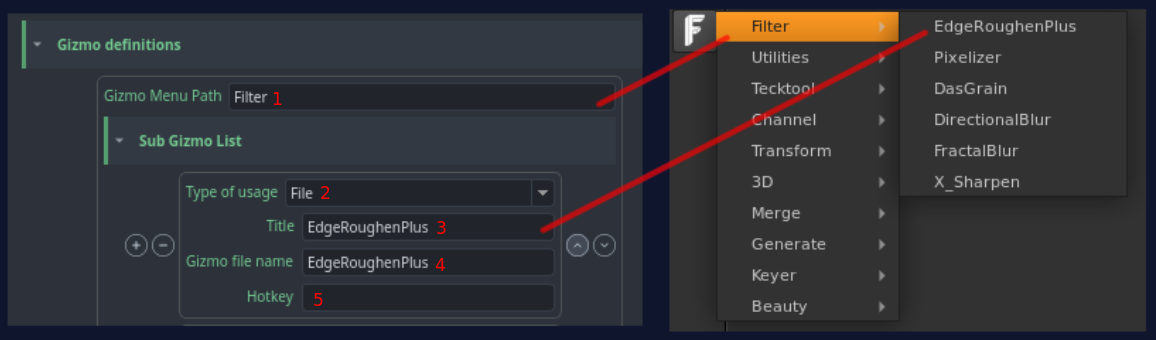 Gizmo definitions
Gizmo Menu Path Filter 1
Sub Gizmo List
Type of usage File 2
Title EdgeRoughenPlus 3
Gizmo file name EdgeRoughenPlus 4
Hotkey 5
F
Filter
Utilities
Tecktool
Channel
Transform
3D
Merge
Generate
Keyer
Beauty
EdgeRoughenPlus
Pixelizer
DasGrain
DirectionalBlur
FractalBlur
X_Sharpen